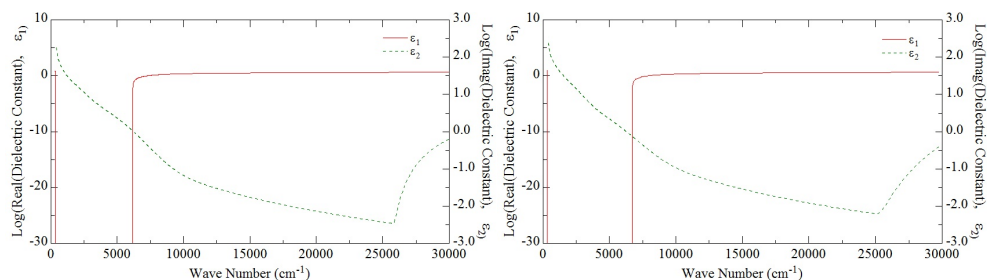 10
0
-10
-20
-30
Log(Real(Dielectric Constant), ε1)
3.0
2.0
1.0
0.0
-1.0
-2.0
-3.0
Log(Imag(Dielectric Constant), ε2)
ε1
ε2
0 5000 10000 15000 20000 25000 30000
Wave Number (cm-1)
10
0
-10
-20
-30
Log(Real(Dielectric Constant), ε1)
3.0
2.0
1.0
0.0
-1.0
-2.0
-3.0
Log(Imag(Dielectric Constant), ε2)
ε1
ε2
0 5000 10000 15000 20000 25000 30000
Wave Number (cm-1)